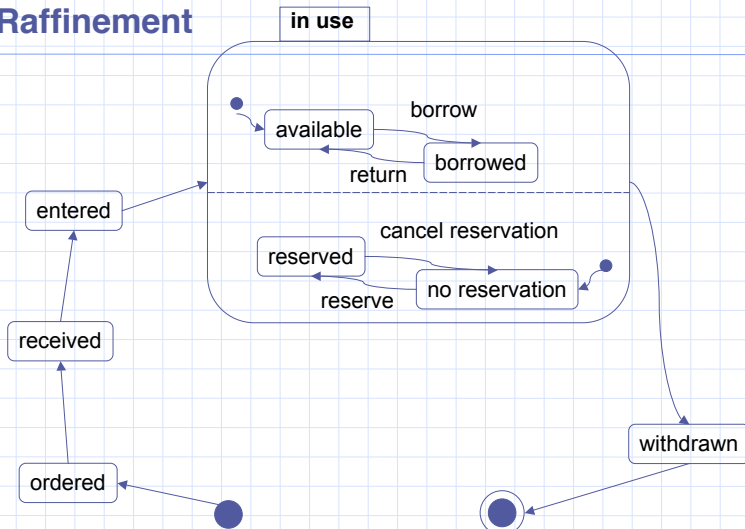 Raffinement
in use
borrow
available
borrowed
return
entered
cancel reservation
reserved
no reservation
reserve
received
withdrawn
ordered